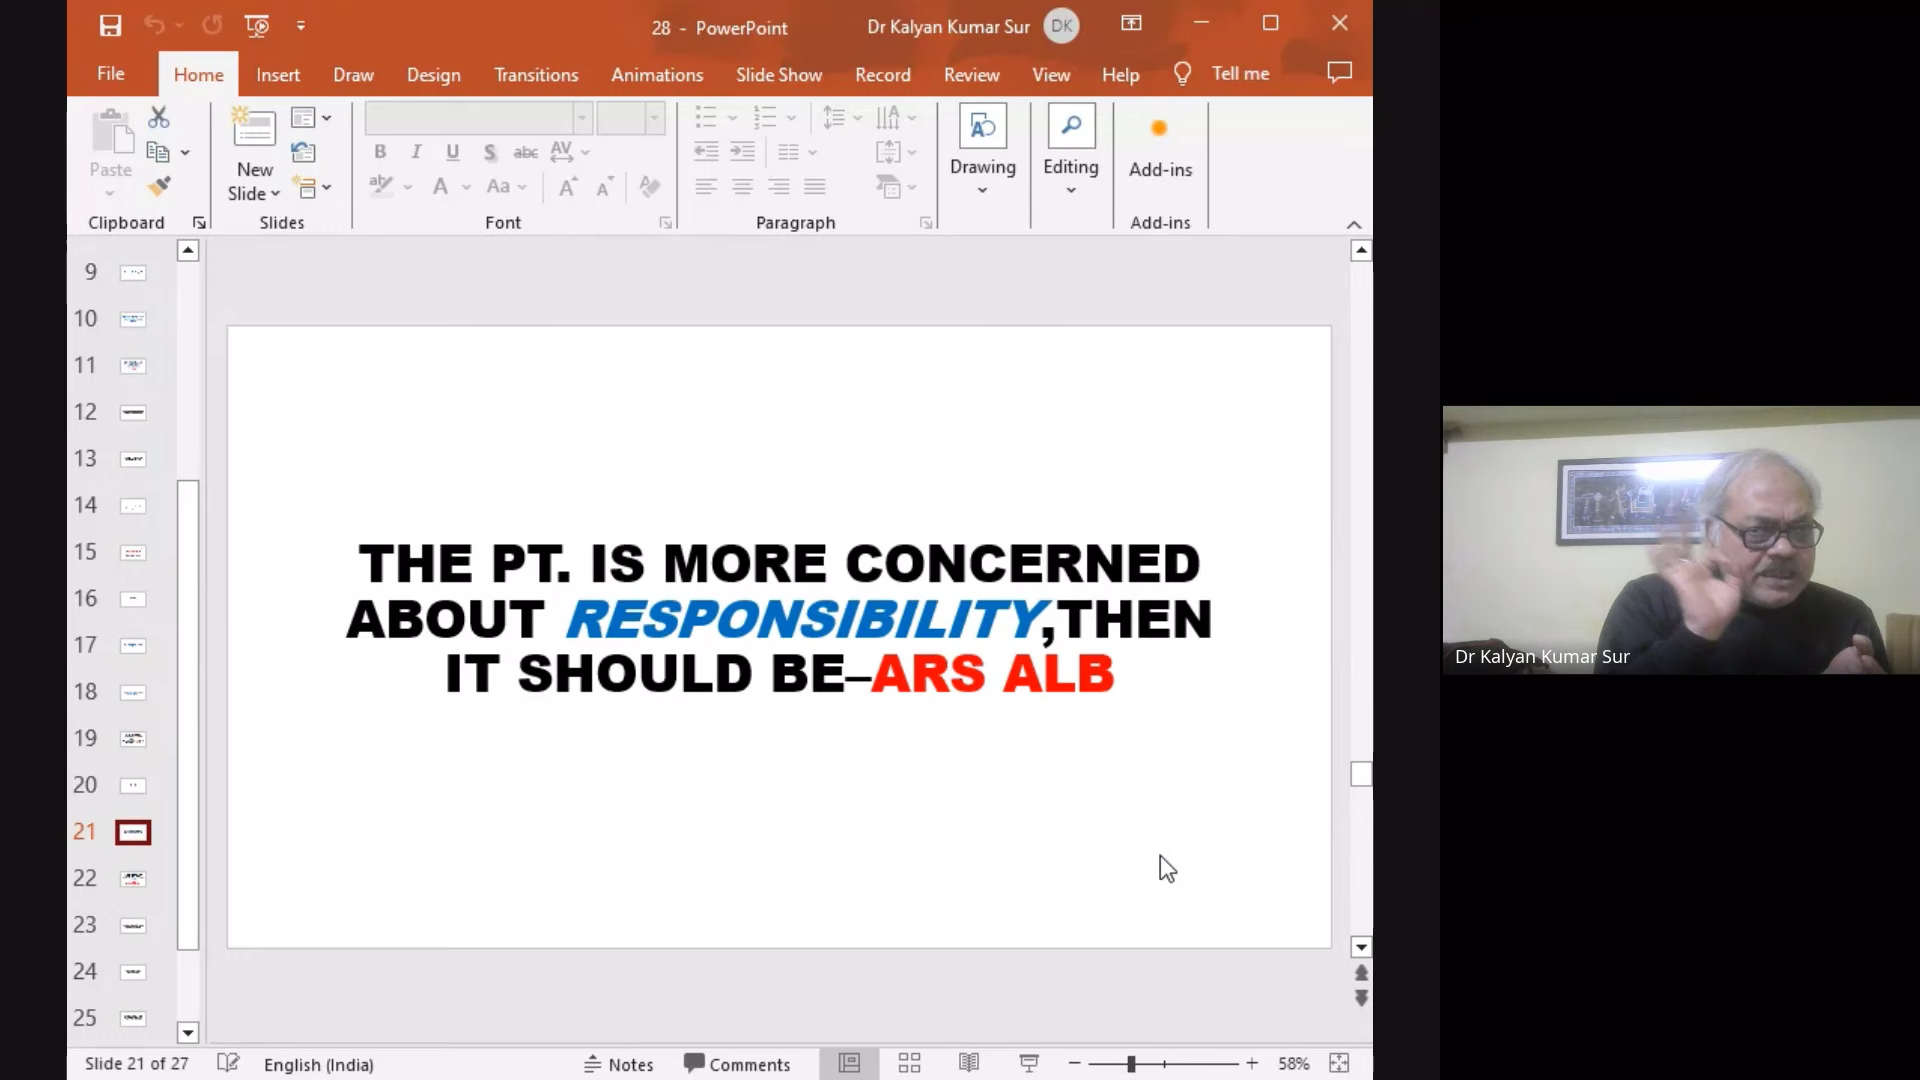 28 - PowerPoint
Dr Kalyan Kumar Sur
DK
File
Home
Insert
Draw
Design
Transitions
Animations
Slide Show
Record
Review
View
Help
Tell me
Paste
New
Slide
Drawing
Editing
Add-ins
Clipboard
Slides
Font
Paragraph
Add-ins
9
10
11
12
13
14
15
16
17
18
19
20
21
22
23
24
25
THE PT. IS MORE CONCERNED
ABOUT RESPONSIBILITY,THEN
IT SHOULD BE–ARS ALB
Dr Kalyan Kumar Sur
Slide 21 of 27
English (India)
Notes
Comments
58%